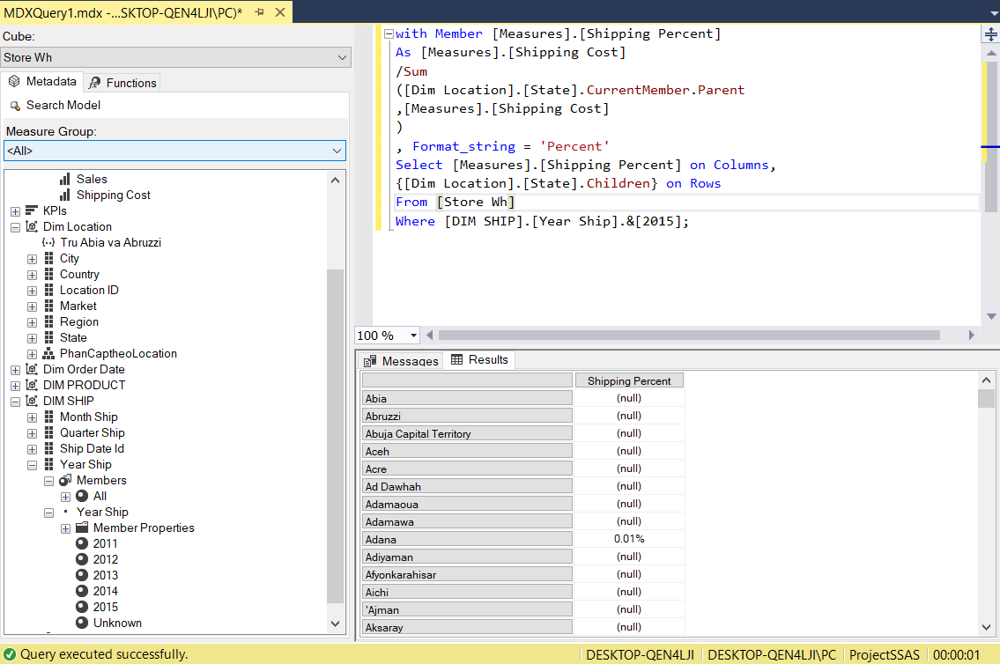 MDXQuery1.mdx -...SKTOP-QEN4LJI\PC)*
Cube:
Store Wh
Metadata
Functions
Search Model
Measure Group:
<All>
Sales
Shipping Cost
KPIs
Dim Location
Tru Abia va Abruzzi
City
Country
Location ID
Market
Region
State
PhanCaptheoLocation
Dim Order Date
DIM PRODUCT
DIM SHIP
Month Ship
Quarter Ship
Ship Date Id
Year Ship
Members
All
Year Ship
Member Properties
2011
2012
2013
2014
2015
Unknown
with Member [Measures].[Shipping Percent]
As [Measures].[Shipping Cost]
/Sum
([Dim Location].[State].CurrentMember.Parent
,[Measures].[Shipping Cost]
)
, Format_string = 'Percent'
Select [Measures].[Shipping Percent] on Columns,
{[Dim Location].[State].Children} on Rows
From [Store Wh]
Where [DIM SHIP].[Year Ship].&[2015];
100 %
Messages
Results
Shipping Percent
Abia (null)
Abruzzi (null)
Abuja Capital Territory (null)
Aceh (null)
Acre (null)
Ad Dawhah (null)
Adamaoua (null)
Adamawa (null)
Adana 0.01%
Adiyaman (null)
Afyonkarahisar (null)
Aichi (null)
'Ajman (null)
Aksaray (null)
Query executed successfully.
DESKTOP-QEN4LJI
DESKTOP-QEN4LJI\PC
ProjectSSAS
00:00:01